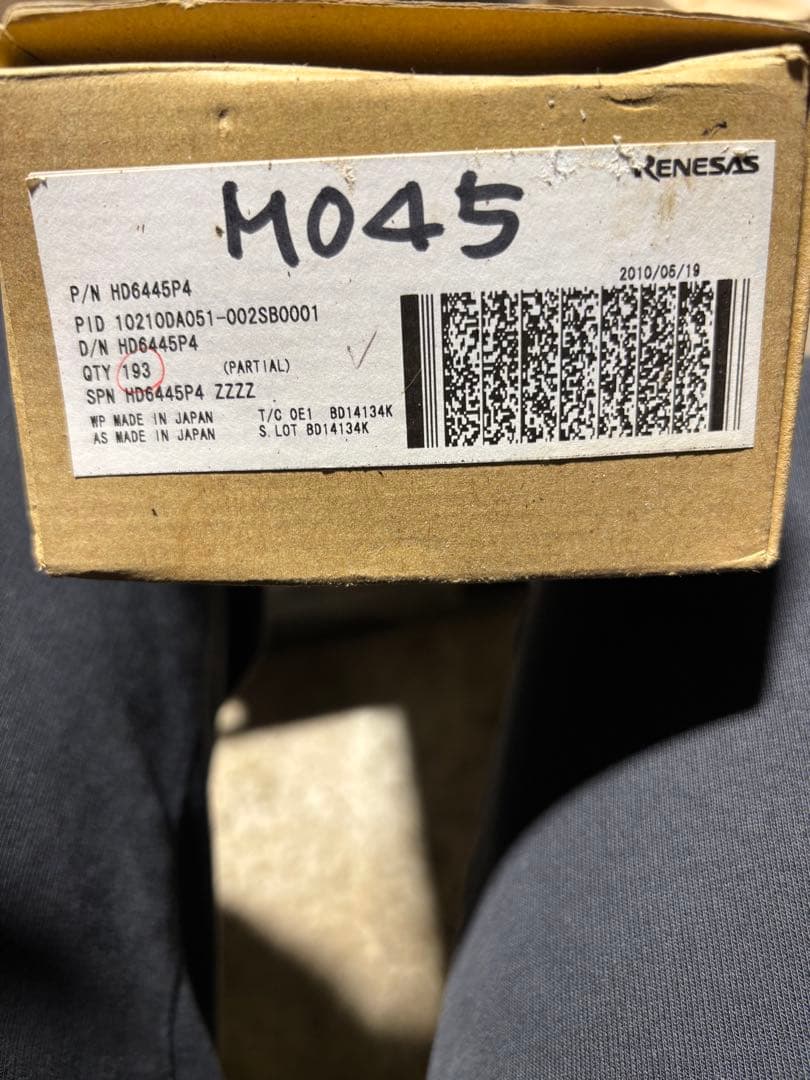 RENESAS
M045
2010/05/19
P/N HD6445P4
PID 10210DA051-002SB0001
D/N HD6445P4
QTY 193 (PARTIAL)
SPN HD6445P4 ZZZZ
WP MADE IN JAPAN T/C 0E1 BD14134K
AS MADE IN JAPAN S.LOT BD14134K